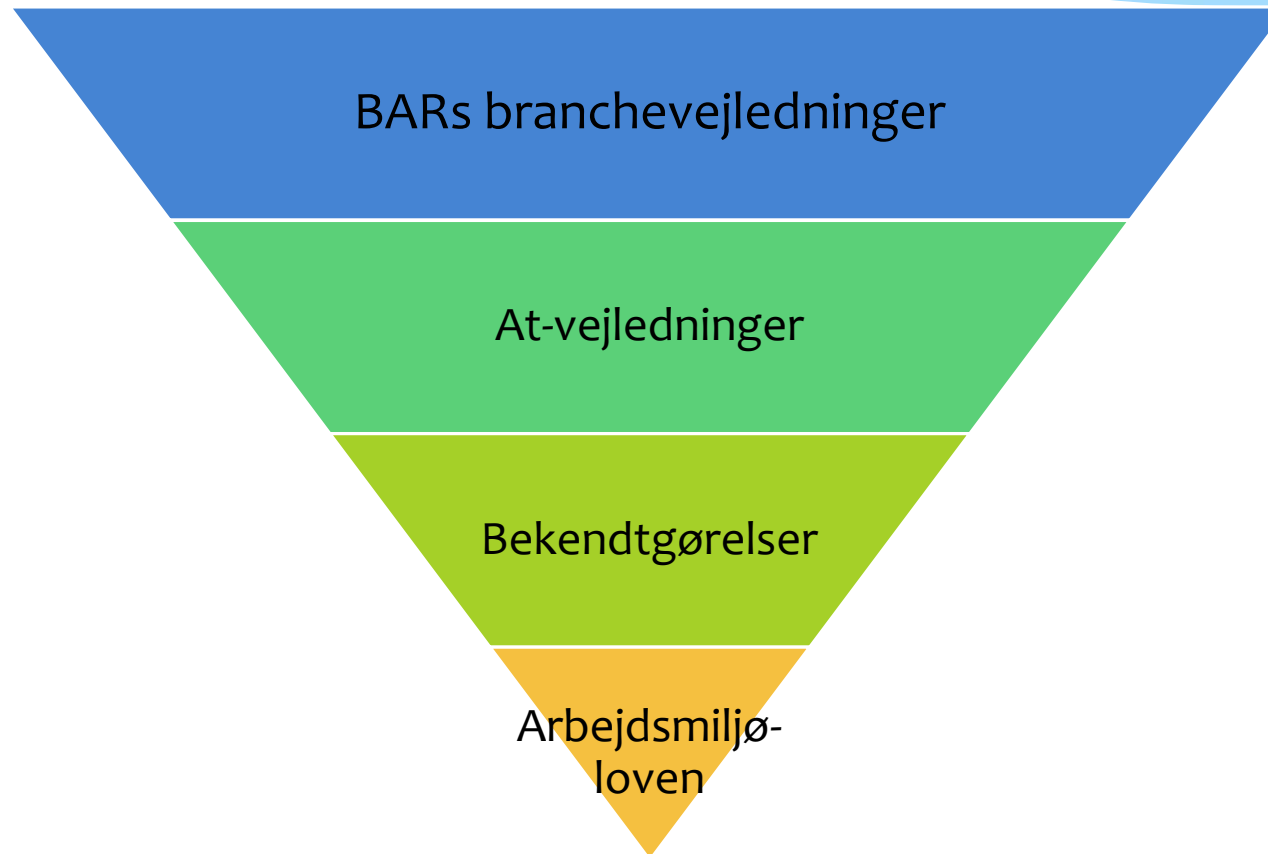 BARs branchevejledninger
At-vejledninger
Bekendtgørelser
Arbejdsmiljø-
loven